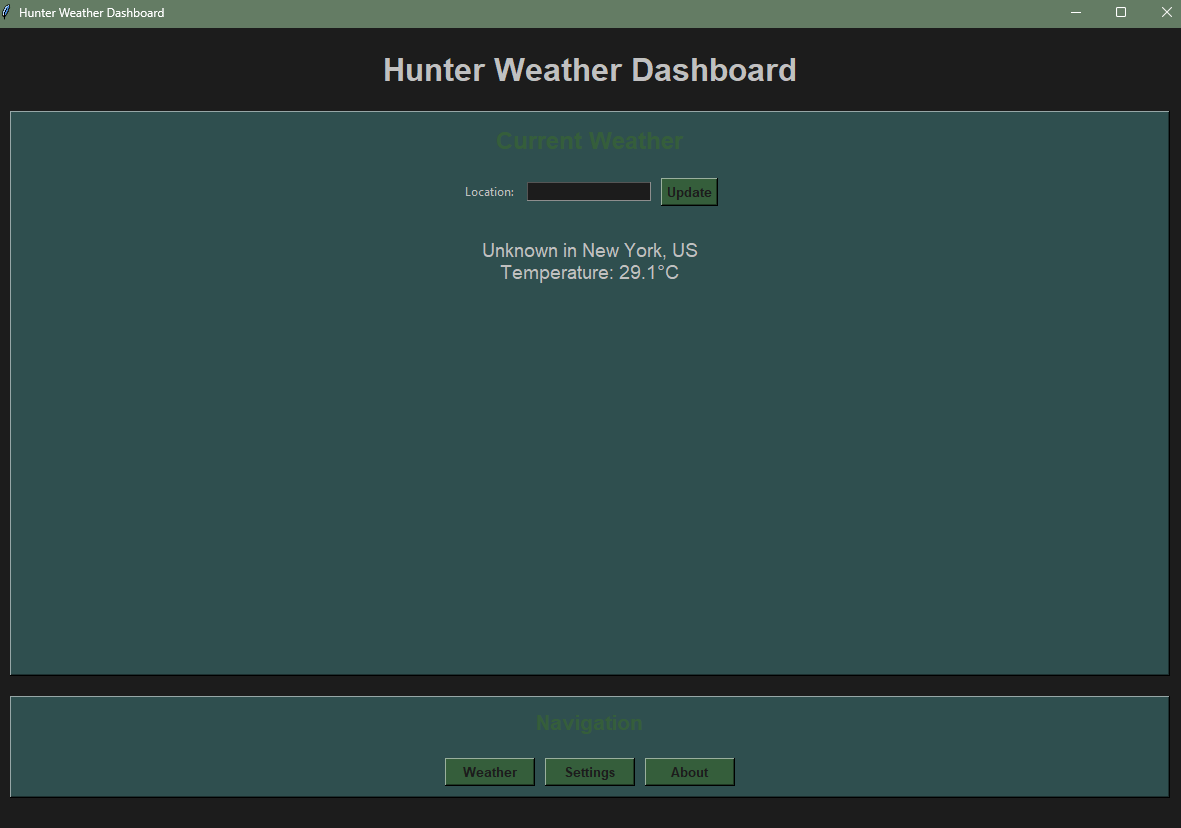 Hunter Weather Dashboard
Hunter Weather Dashboard
Current Weather
Location: Update
Unknown in New York, US
Temperature: 29.1°C
Navigation
Weather Settings About